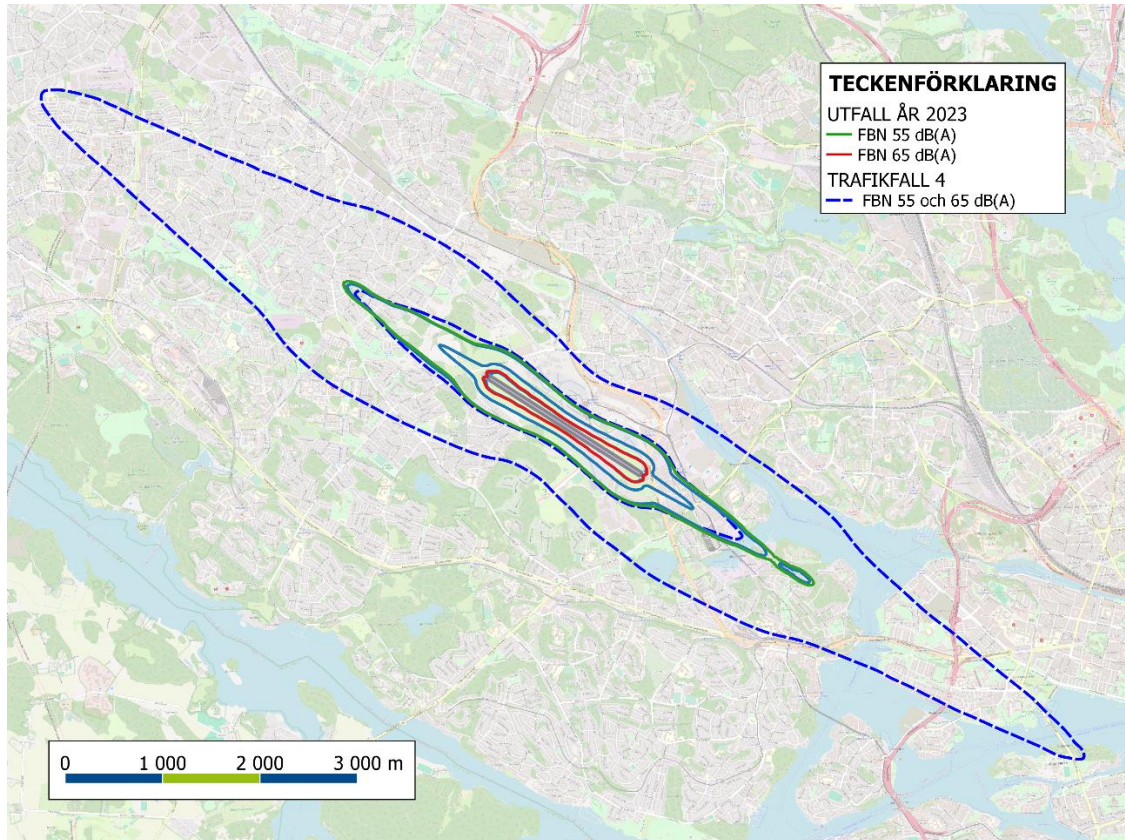 TECKENFÖRKLARING
UTFALL ÅR 2023
FBN 55 dB(A)
FBN 65 dB(A)
TRAFIKFALL 4
FBN 55 och 65 dB(A)
0 1 000 2 000 3 000 m